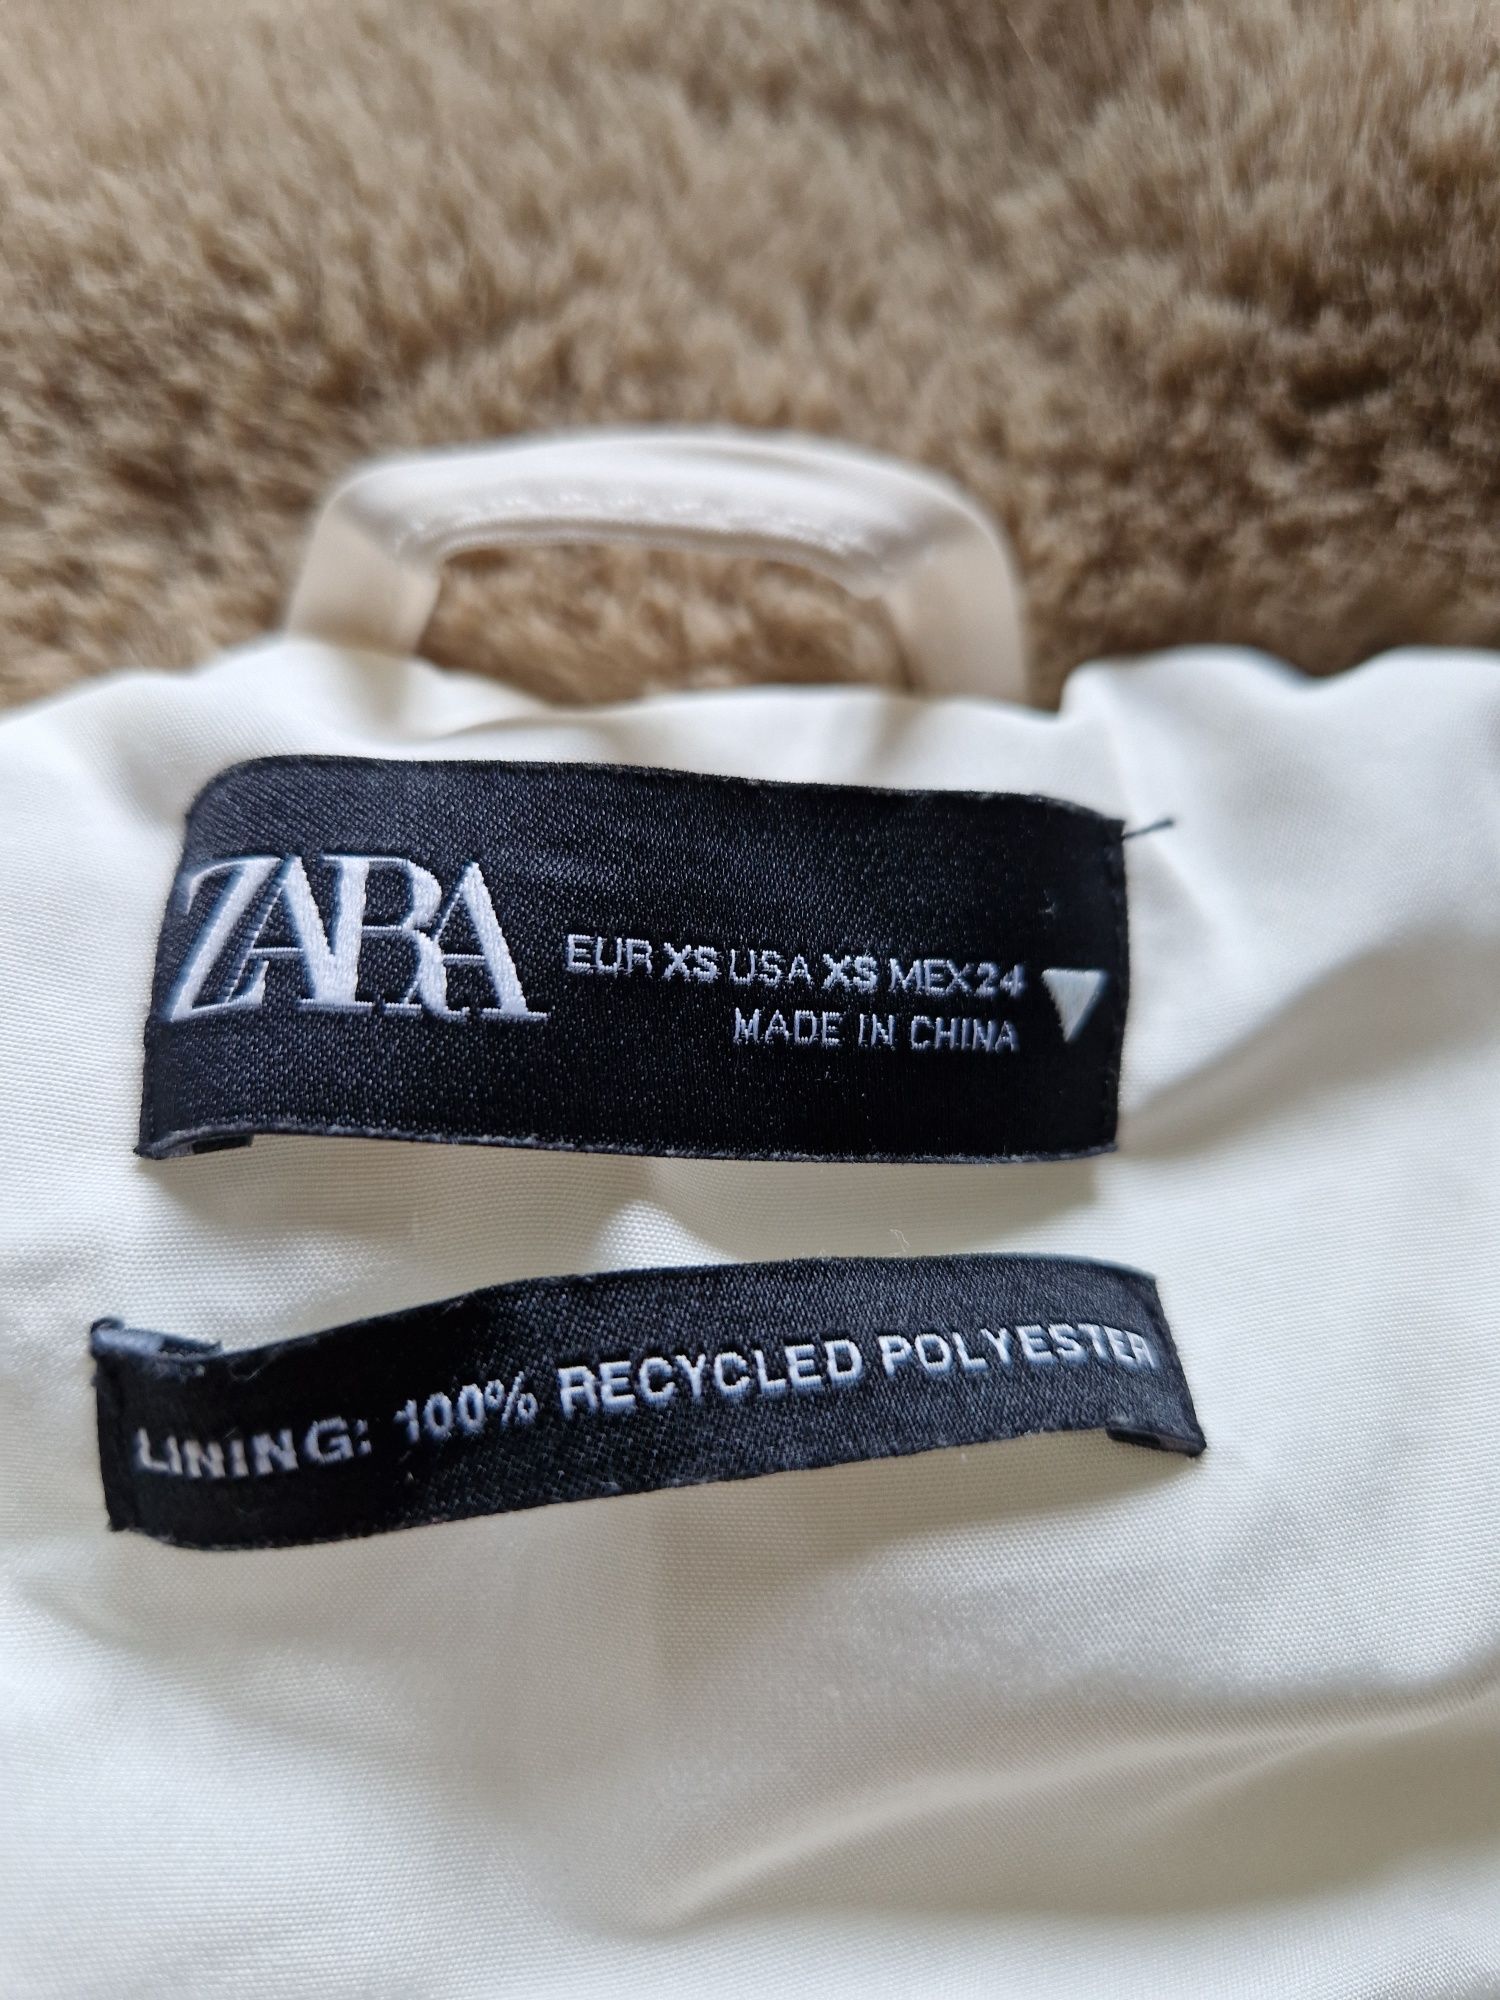 ZARA
EUR XS USA XS MEX 24
MADE IN CHINA
LINING: 100% RECYCLED POLYESTER